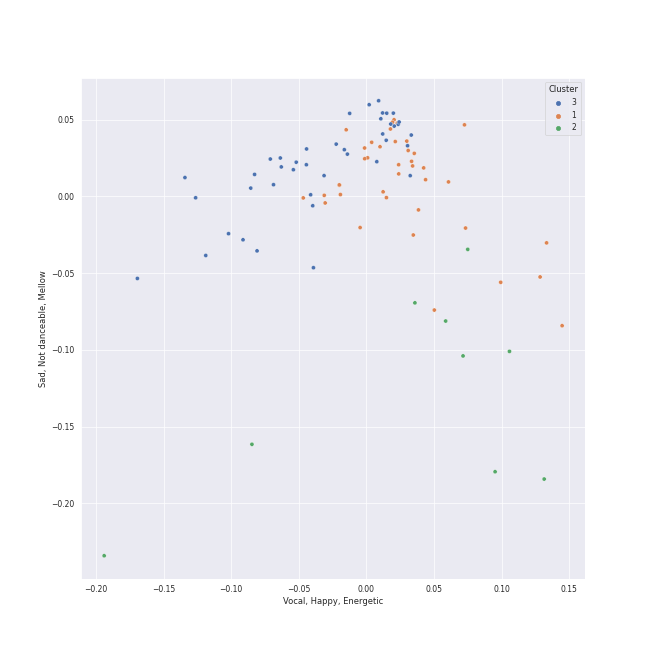 Cluster
3
1
2
0.05
0.00
−0.05
−0.10
−0.15
−0.20
Sad, Not danceable, Mellow
−0.20 −0.15 −0.10 −0.05 0.00 0.05 0.10 0.15
Vocal, Happy, Energetic